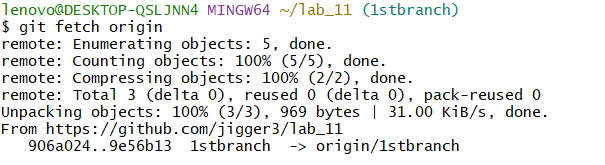 lenovo@DESKTOP-QSLJNN4 MINGW64 ~/lab_11 (1stbranch)
$ git fetch origin
remote: Enumerating objects: 5, done.
remote: Counting objects: 100% (5/5), done.
remote: Compressing objects: 100% (2/2), done.
remote: Total 3 (delta 0), reused 0 (delta 0), pack-reused 0
Unpacking objects: 100% (3/3), 969 bytes | 31.00 KiB/s, done.
From https://github.com/jigger3/lab_11
   906a024..9e56b13  1stbranch  -> origin/1stbranch